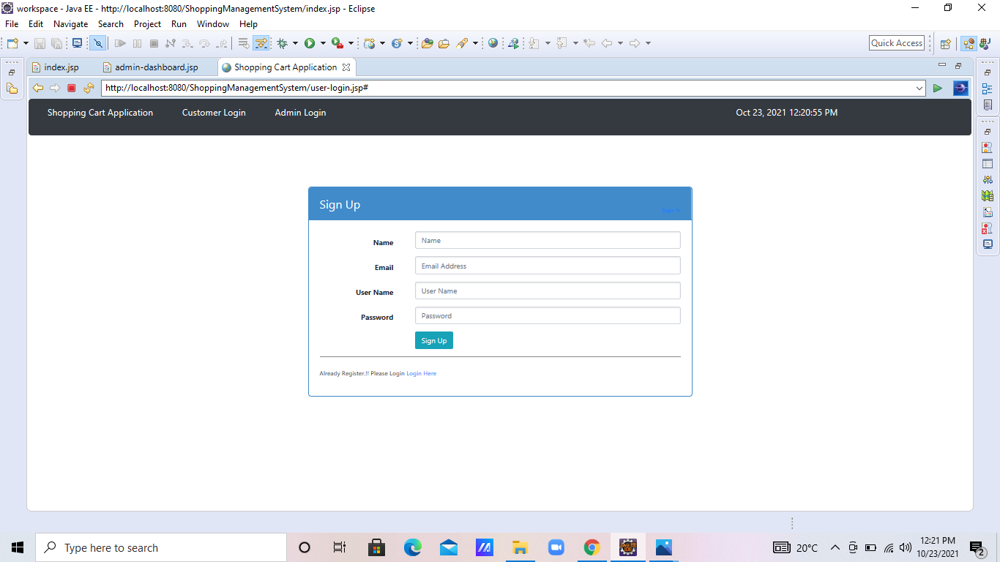 workspace - Java EE - http://localhost:8080/ShoppingManagementSystem/index.jsp - Eclipse
File Edit Navigate Search Project Run Window Help
Quick Access
index.jsp admin-dashboard.jsp Shopping Cart Application
http://localhost:8080/ShoppingManagementSystem/user-login.jsp#
Shopping Cart Application Customer Login Admin Login Oct 23, 2021 12:20:55 PM
Sign Up
Sign In
Name Name
Email Email Address
User Name User Name
Password Password
Sign Up
Already Register.!! Please Login Login Here
Type here to search
20°C
12:21 PM
10/23/2021
2